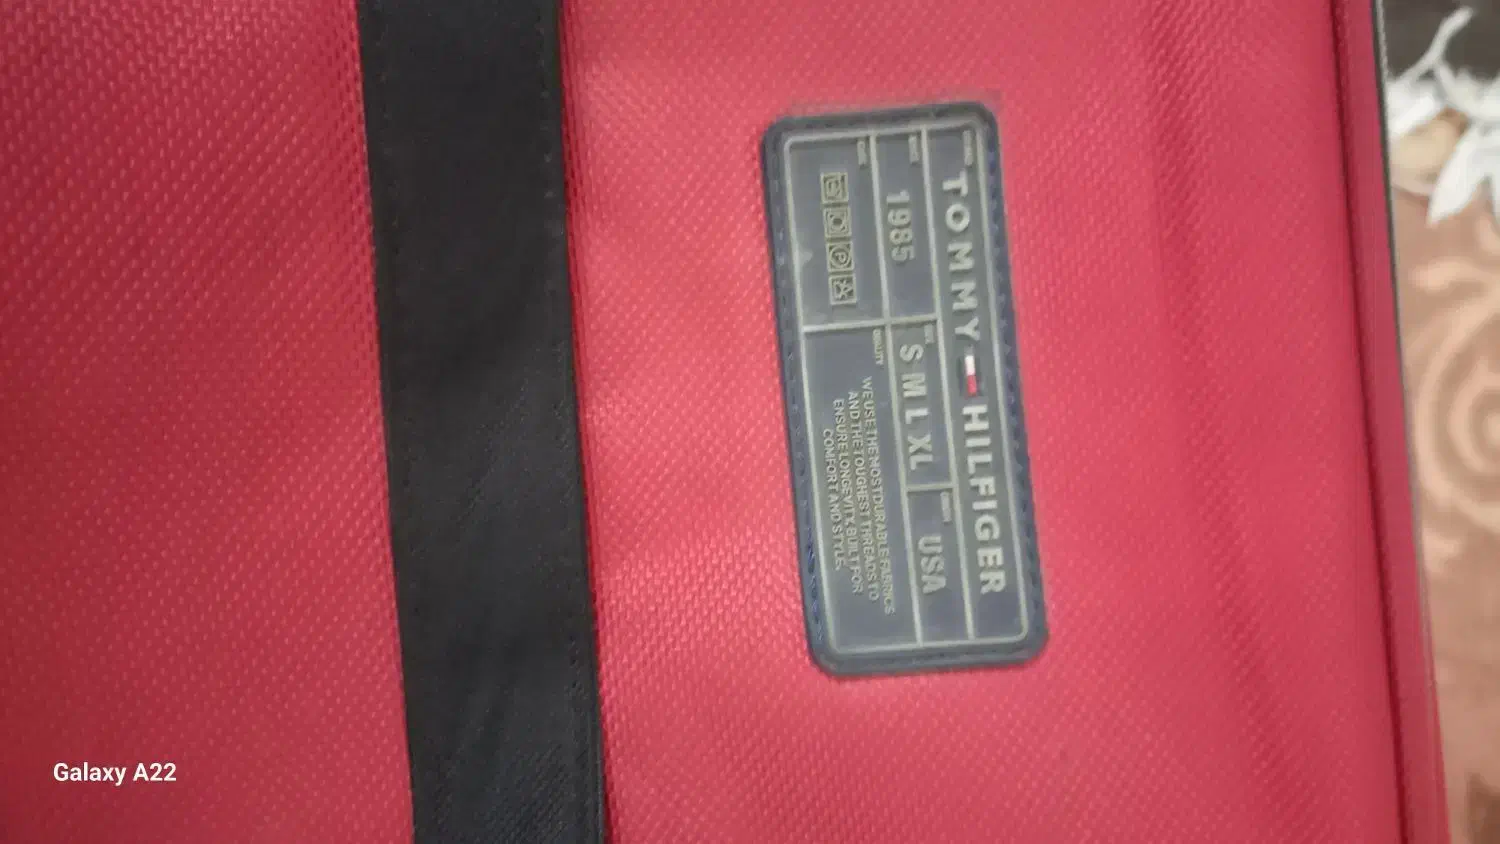 TOMMY HILFIGER
1985
S M L XL
USA
QUALITY
WE USE THE MOST DURABLE FABRICS
AND THE TOUGHEST THREADS TO
ENSURE LONGEVITY. BUILT FOR
COMFORT AND STYLE.
Galaxy A22